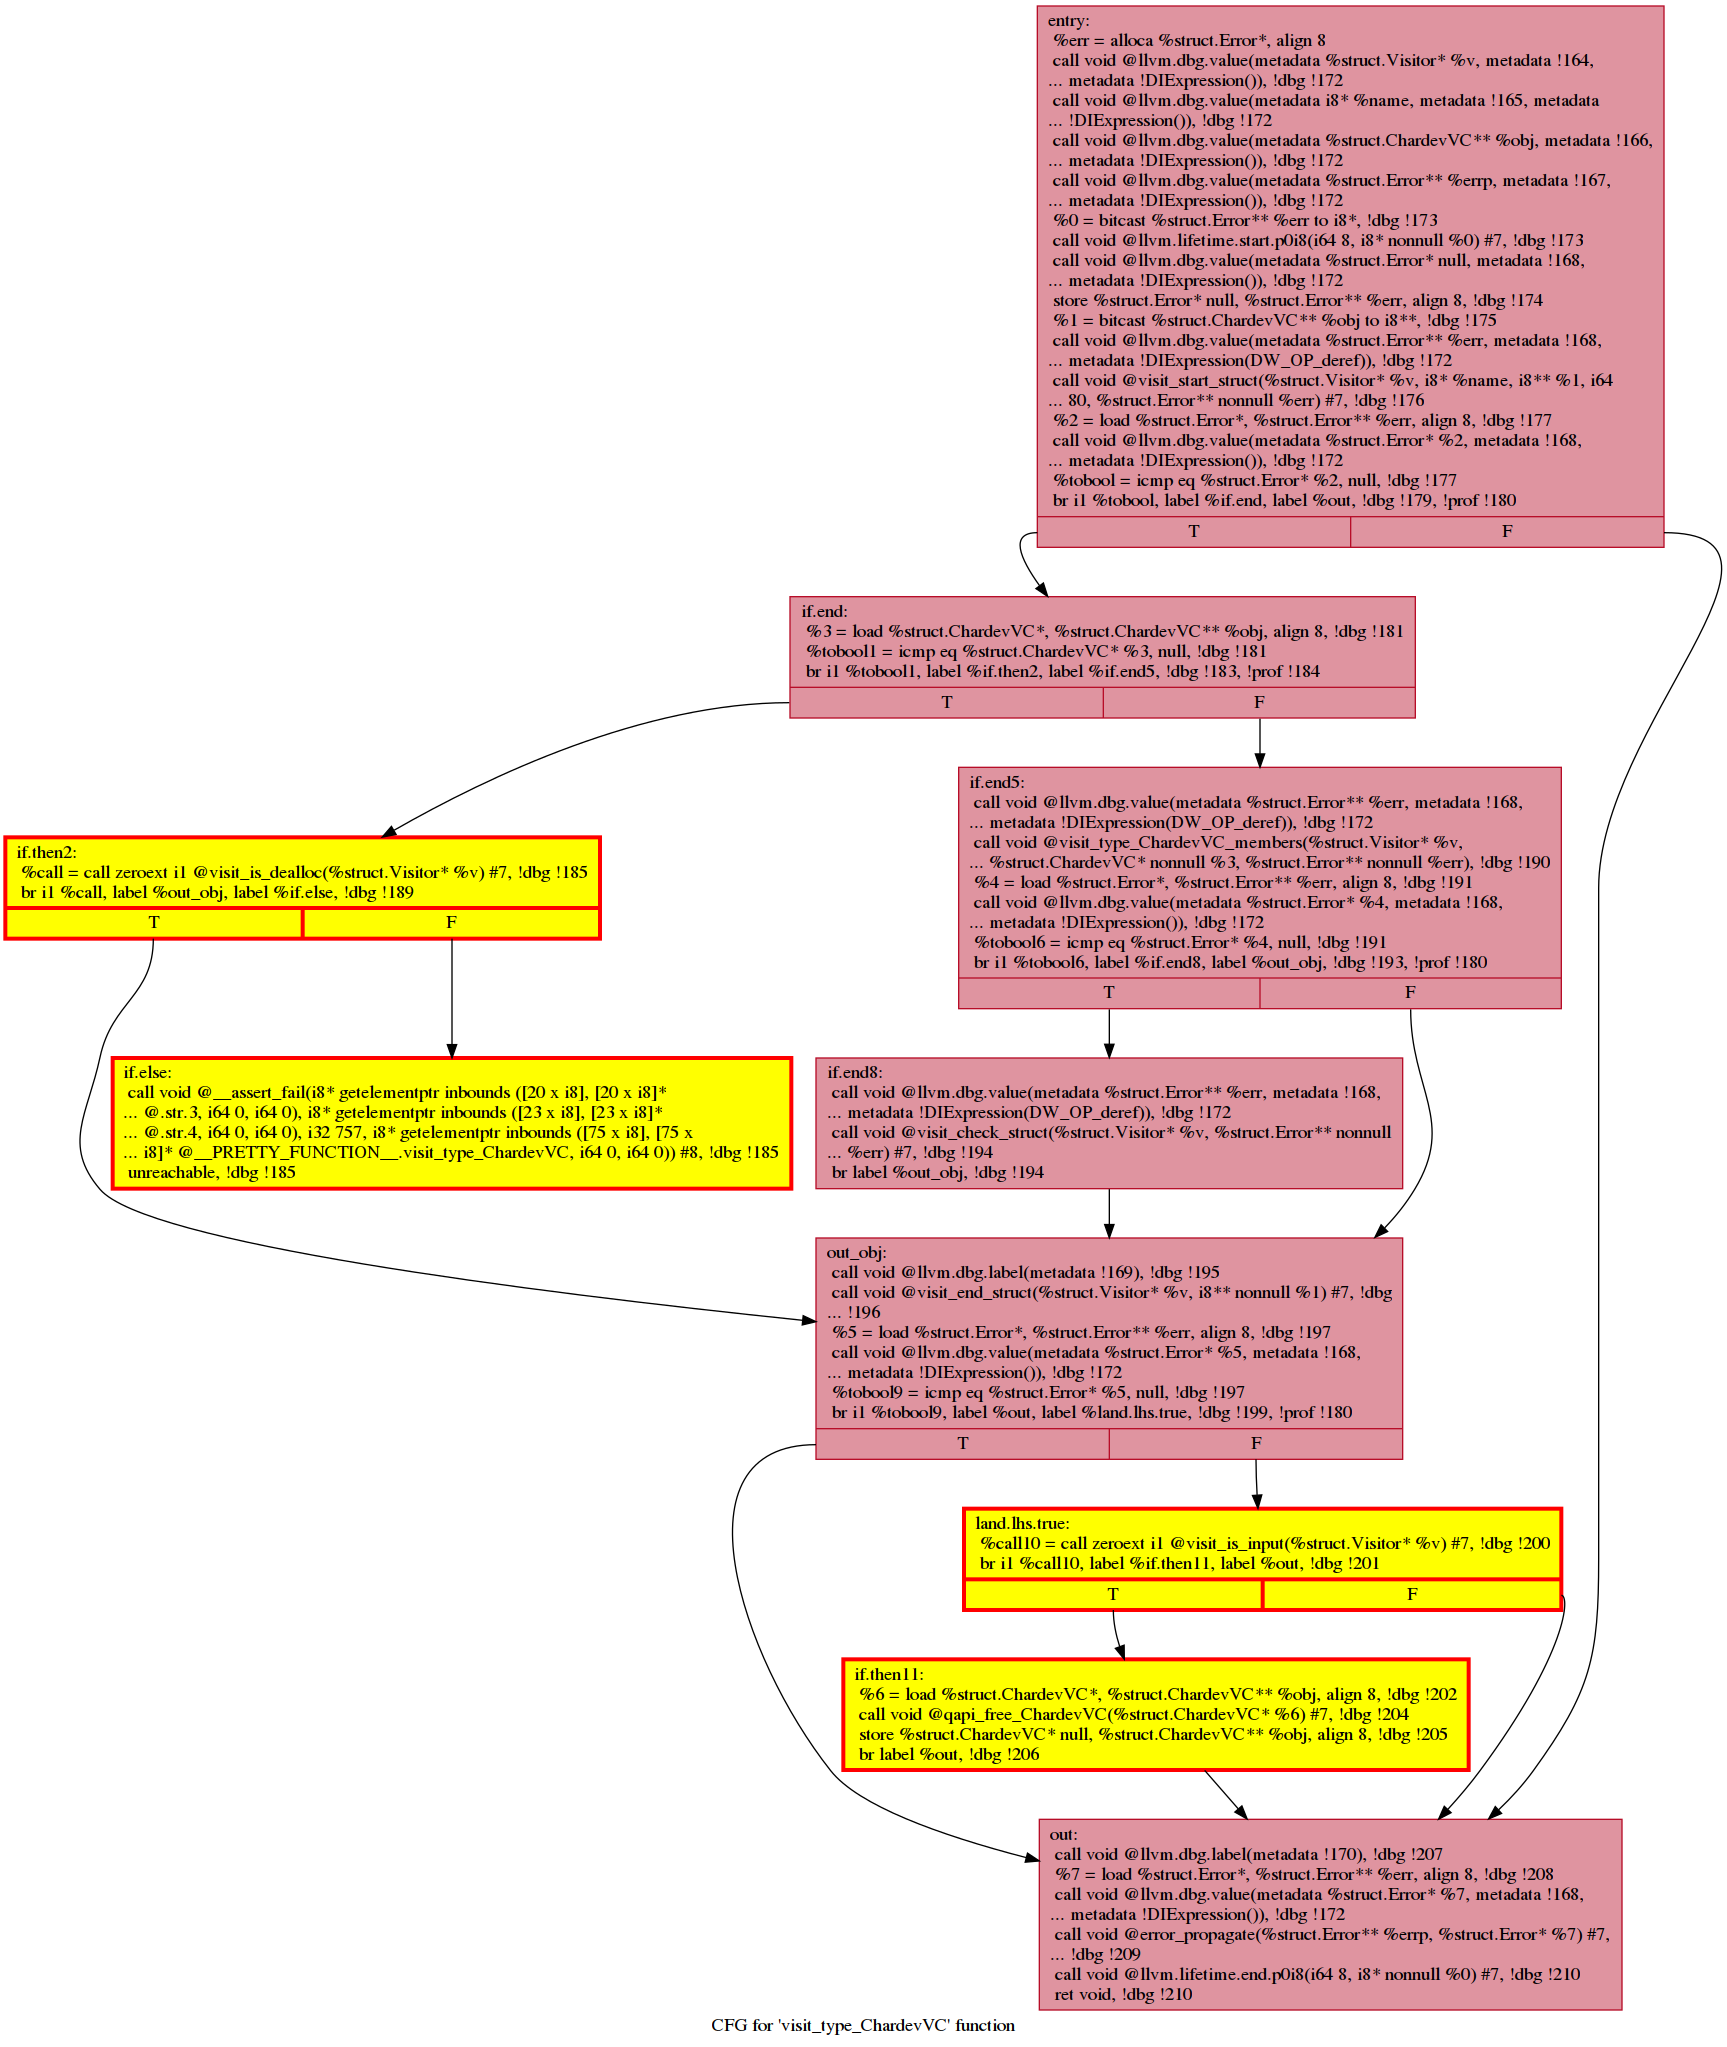 entry:
%err = alloca %struct.Error*, align 8
call void @llvm.dbg.value(metadata %struct.Visitor* %v, metadata !164,
... metadata !DIExpression()), !dbg !172
call void @llvm.dbg.value(metadata i8* %name, metadata !165, metadata
... !DIExpression()), !dbg !172
call void @llvm.dbg.value(metadata %struct.ChardevVC** %obj, metadata !166,
... metadata !DIExpression()), !dbg !172
call void @llvm.dbg.value(metadata %struct.Error** %errp, metadata !167,
... metadata !DIExpression()), !dbg !172
%0 = bitcast %struct.Error** %err to i8*, !dbg !173
call void @llvm.lifetime.start.p0i8(i64 8, i8* nonnull %0) #7, !dbg !173
call void @llvm.dbg.value(metadata %struct.Error* null, metadata !168,
... metadata !DIExpression()), !dbg !172
store %struct.Error* null, %struct.Error** %err, align 8, !dbg !174
%1 = bitcast %struct.ChardevVC** %obj to i8**, !dbg !175
call void @llvm.dbg.value(metadata %struct.Error** %err, metadata !168,
... metadata !DIExpression(DW_OP_deref)), !dbg !172
call void @visit_start_struct(%struct.Visitor* %v, i8* %name, i8** %1, i64
... 80, %struct.Error** nonnull %err) #7, !dbg !176
%2 = load %struct.Error*, %struct.Error** %err, align 8, !dbg !177
call void @llvm.dbg.value(metadata %struct.Error* %2, metadata !168,
... metadata !DIExpression()), !dbg !172
%tobool = icmp eq %struct.Error* %2, null, !dbg !177
br i1 %tobool, label %if.end, label %out, !dbg !179, !prof !180
T F
if.end:
%3 = load %struct.ChardevVC*, %struct.ChardevVC** %obj, align 8, !dbg !181
%tobool1 = icmp eq %struct.ChardevVC* %3, null, !dbg !181
br i1 %tobool1, label %if.then2, label %if.end5, !dbg !183, !prof !184
T F
if.end5:
call void @llvm.dbg.value(metadata %struct.Error** %err, metadata !168,
... metadata !DIExpression(DW_OP_deref)), !dbg !172
call void @visit_type_ChardevVC_members(%struct.Visitor* %v,
... %struct.ChardevVC* nonnull %3, %struct.Error** nonnull %err), !dbg !190
%4 = load %struct.Error*, %struct.Error** %err, align 8, !dbg !191
call void @llvm.dbg.value(metadata %struct.Error* %4, metadata !168,
... metadata !DIExpression()), !dbg !172
%tobool6 = icmp eq %struct.Error* %4, null, !dbg !191
br i1 %tobool6, label %if.end8, label %out_obj, !dbg !193, !prof !180
T F
if.then2:
%call = call zeroext i1 @visit_is_dealloc(%struct.Visitor* %v) #7, !dbg !185
br i1 %call, label %out_obj, label %if.else, !dbg !189
T F
if.else:
call void @__assert_fail(i8* getelementptr inbounds ([20 x i8], [20 x i8]*
... @.str.3, i64 0, i64 0), i8* getelementptr inbounds ([23 x i8], [23 x i8]*
... @.str.4, i64 0, i64 0), i32 757, i8* getelementptr inbounds ([75 x i8], [75 x
... i8]* @__PRETTY_FUNCTION__.visit_type_ChardevVC, i64 0, i64 0)) #8, !dbg !185
unreachable, !dbg !185
if.end8:
call void @llvm.dbg.value(metadata %struct.Error** %err, metadata !168,
... metadata !DIExpression(DW_OP_deref)), !dbg !172
call void @visit_check_struct(%struct.Visitor* %v, %struct.Error** nonnull
... %err) #7, !dbg !194
br label %out_obj, !dbg !194
out_obj:
call void @llvm.dbg.label(metadata !169), !dbg !195
call void @visit_end_struct(%struct.Visitor* %v, i8** nonnull %1) #7, !dbg
... !196
%5 = load %struct.Error*, %struct.Error** %err, align 8, !dbg !197
call void @llvm.dbg.value(metadata %struct.Error* %5, metadata !168,
... metadata !DIExpression()), !dbg !172
%tobool9 = icmp eq %struct.Error* %5, null, !dbg !197
br i1 %tobool9, label %out, label %land.lhs.true, !dbg !199, !prof !180
T F
land.lhs.true:
%call10 = call zeroext i1 @visit_is_input(%struct.Visitor* %v) #7, !dbg !200
br i1 %call10, label %if.then11, label %out, !dbg !201
T F
if.then11:
%6 = load %struct.ChardevVC*, %struct.ChardevVC** %obj, align 8, !dbg !202
call void @qapi_free_ChardevVC(%struct.ChardevVC* %6) #7, !dbg !204
store %struct.ChardevVC* null, %struct.ChardevVC** %obj, align 8, !dbg !205
br label %out, !dbg !206
out:
call void @llvm.dbg.label(metadata !170), !dbg !207
%7 = load %struct.Error*, %struct.Error** %err, align 8, !dbg !208
call void @llvm.dbg.value(metadata %struct.Error* %7, metadata !168,
... metadata !DIExpression()), !dbg !172
call void @error_propagate(%struct.Error** %errp, %struct.Error* %7) #7,
... !dbg !209
call void @llvm.lifetime.end.p0i8(i64 8, i8* nonnull %0) #7, !dbg !210
ret void, !dbg !210
CFG for 'visit_type_ChardevVC' function